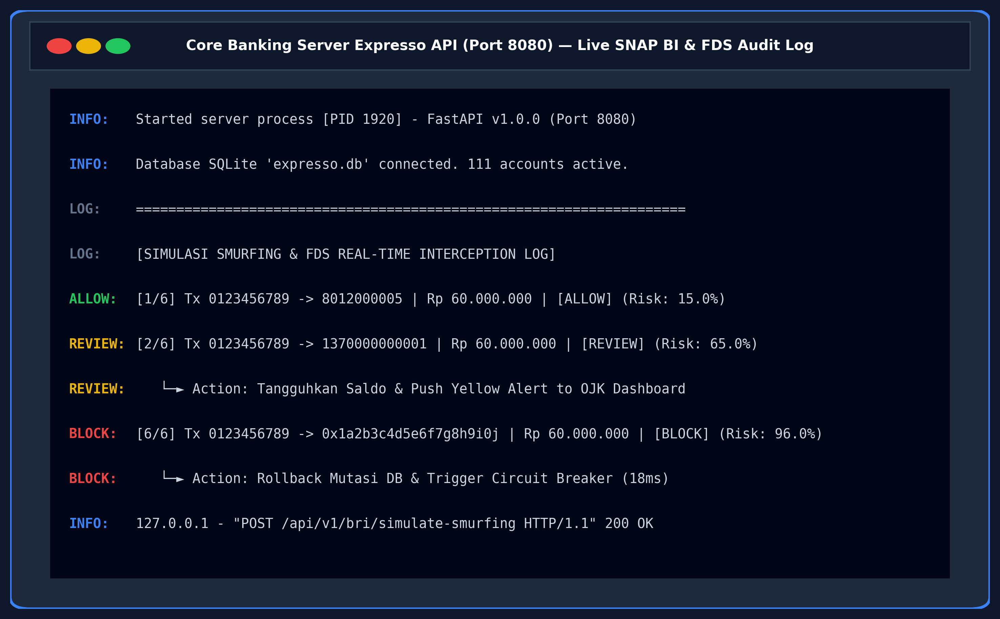 Core Banking Server Expresso API (Port 8080) — Live SNAP BI & FDS Audit Log
INFO: Started server process [PID 1920] - FastAPI v1.0.0 (Port 8080)
INFO: Database SQLite 'expresso.db' connected. 111 accounts active.
LOG: ====================================================================
LOG: [SIMULASI SMURFING & FDS REAL-TIME INTERCEPTION LOG]
ALLOW: [1/6] Tx 0123456789 -> 8012000005 | Rp 60.000.000 | [ALLOW] (Risk: 15.0%)
REVIEW: [2/6] Tx 0123456789 -> 1370000000001 | Rp 60.000.000 | [REVIEW] (Risk: 65.0%)
REVIEW: └─► Action: Tangguhkan Saldo & Push Yellow Alert to OJK Dashboard
BLOCK: [6/6] Tx 0123456789 -> 0x1a2b3c4d5e6f7g8h9i0j | Rp 60.000.000 | [BLOCK] (Risk: 96.0%)
BLOCK: └─► Action: Rollback Mutasi DB & Trigger Circuit Breaker (18ms)
INFO: 127.0.0.1 - "POST /api/v1/bri/simulate-smurfing HTTP/1.1" 200 OK